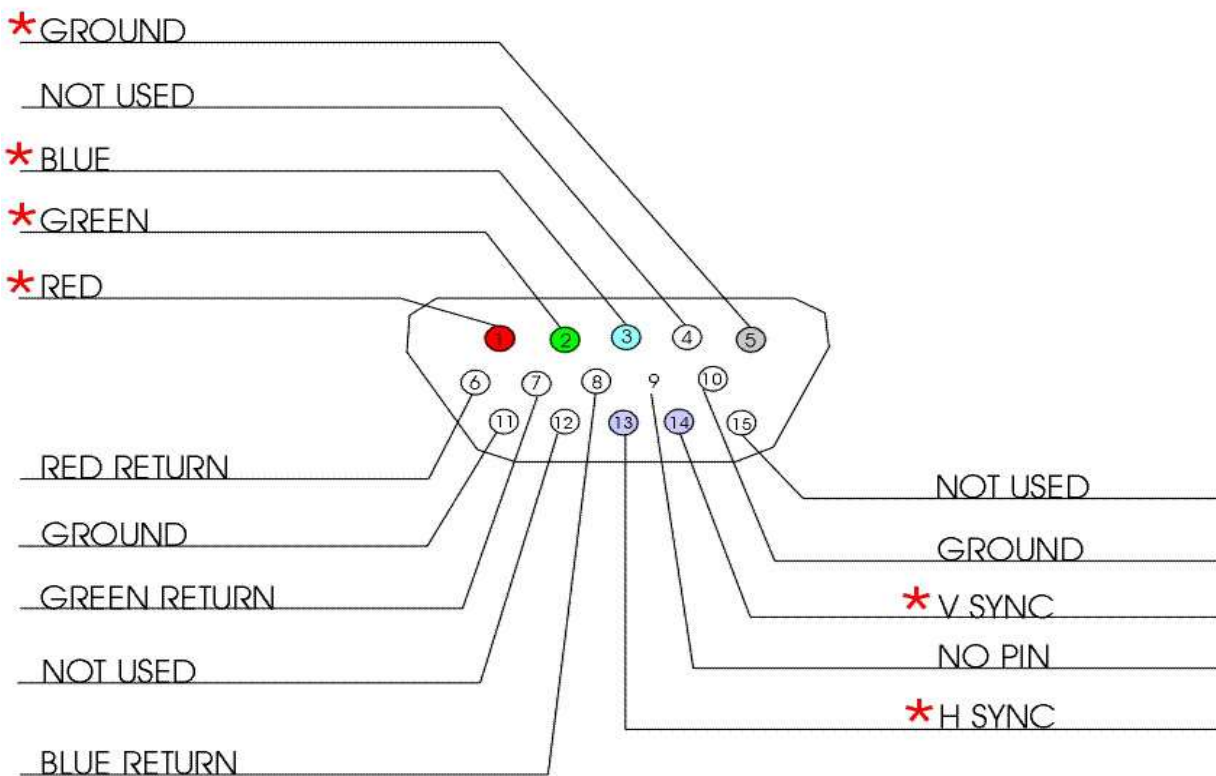 * GROUND
NOT USED
* BLUE
* GREEN
* RED
1 2 3 4 5
6 7 8 9 10
11 12 13 14 15
RED RETURN
GROUND
GREEN RETURN
NOT USED
BLUE RETURN
NOT USED
GROUND
* V SYNC
NO PIN
* H SYNC